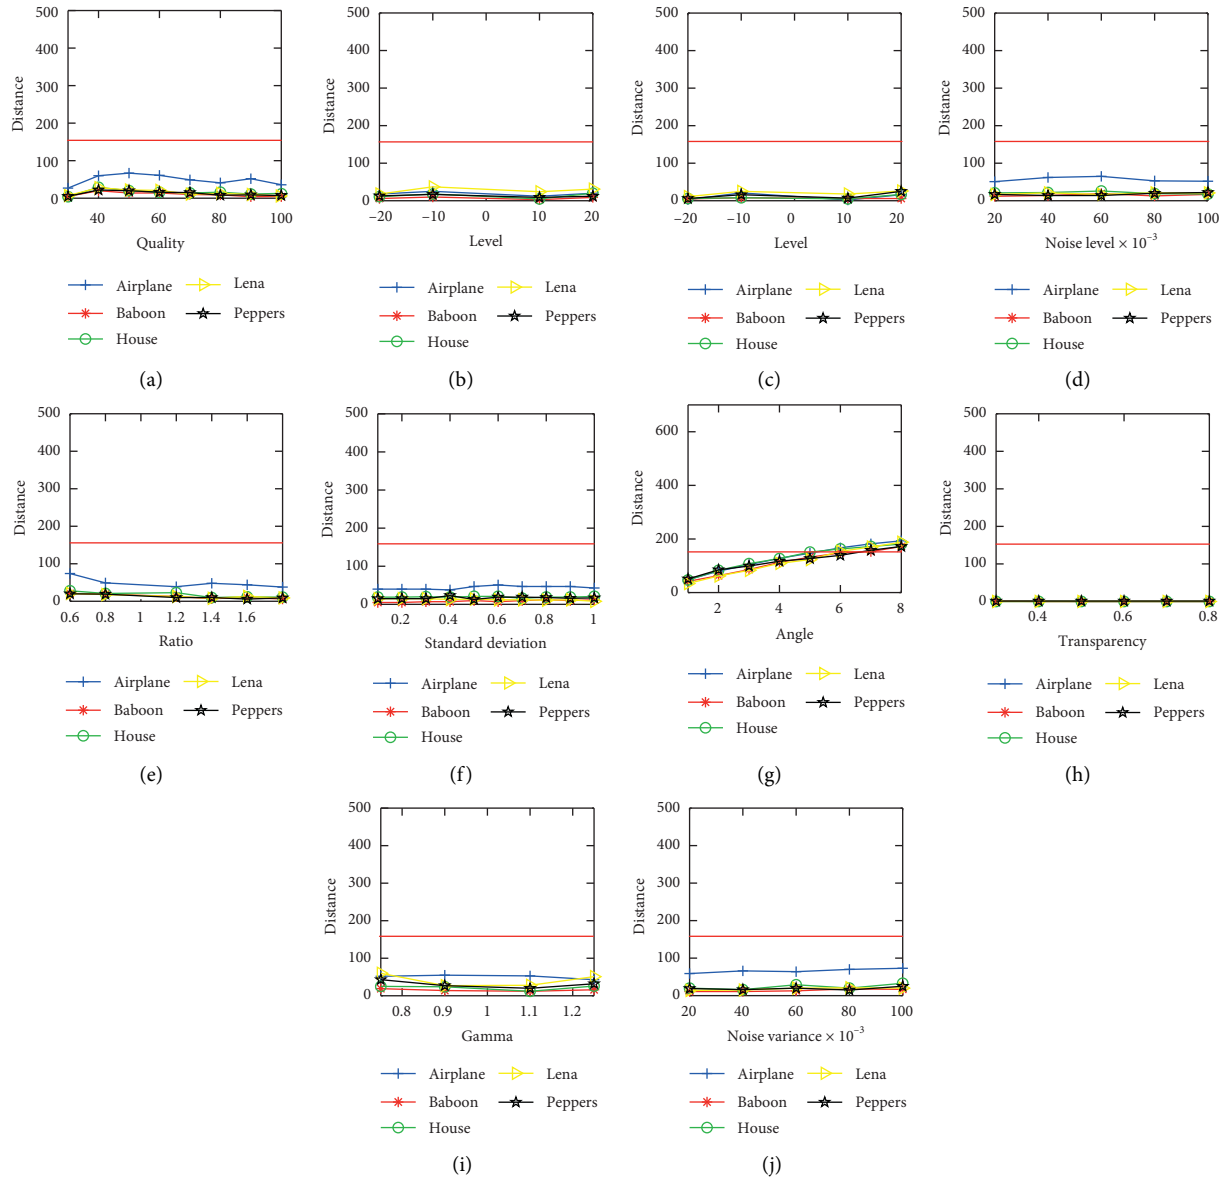 500
400
300
200
100
0
Distance
40 60 80 100
Quality
Airplane Lena
Baboon Peppers
House
(a)
500
400
300
200
100
0
Distance
–20 –10 0 10 20
Level
Airplane Lena
Baboon Peppers
House
(b)
500
400
300
200
100
0
Distance
–20 –10 0 10 20
Level
Airplane Lena
Baboon Peppers
House
(c)
500
400
300
200
100
0
Distance
20 40 60 80 100
Noise level × 10⁻³
Airplane Lena
Baboon Peppers
House
(d)
500
400
300
200
100
0
Distance
0.6 0.8 1 1.2 1.4 1.6
Ratio
Airplane Lena
Baboon Peppers
House
(e)
500
400
300
200
100
0
Distance
0.2 0.4 0.6 0.8 1
Standard deviation
Airplane Lena
Baboon Peppers
House
(f)
600
400
200
0
Distance
2 4 6 8
Angle
Airplane Lena
Baboon Peppers
House
(g)
500
400
300
200
100
0
Distance
0.4 0.6 0.8
Transparency
Airplane Lena
Baboon Peppers
House
(h)
500
400
300
200
100
0
Distance
0.8 0.9 1 1.1 1.2
Gamma
Airplane Lena
Baboon Peppers
House
(i)
500
400
300
200
100
0
Distance
20 40 60 80 100
Noise variance × 10⁻³
Airplane Lena
Baboon Peppers
House
(j)